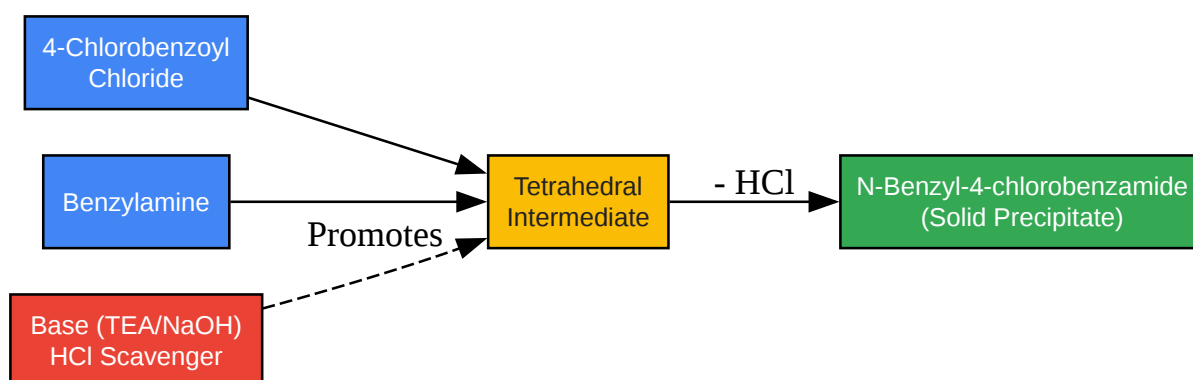 4-Chlorobenzoyl
Chloride
Benzylamine
Promotes
Base (TEA/NaOH)
HCl Scavenger
Tetrahedral
Intermediate
- HCl
N-Benzyl-4-chlorobenzamide
(Solid Precipitate)